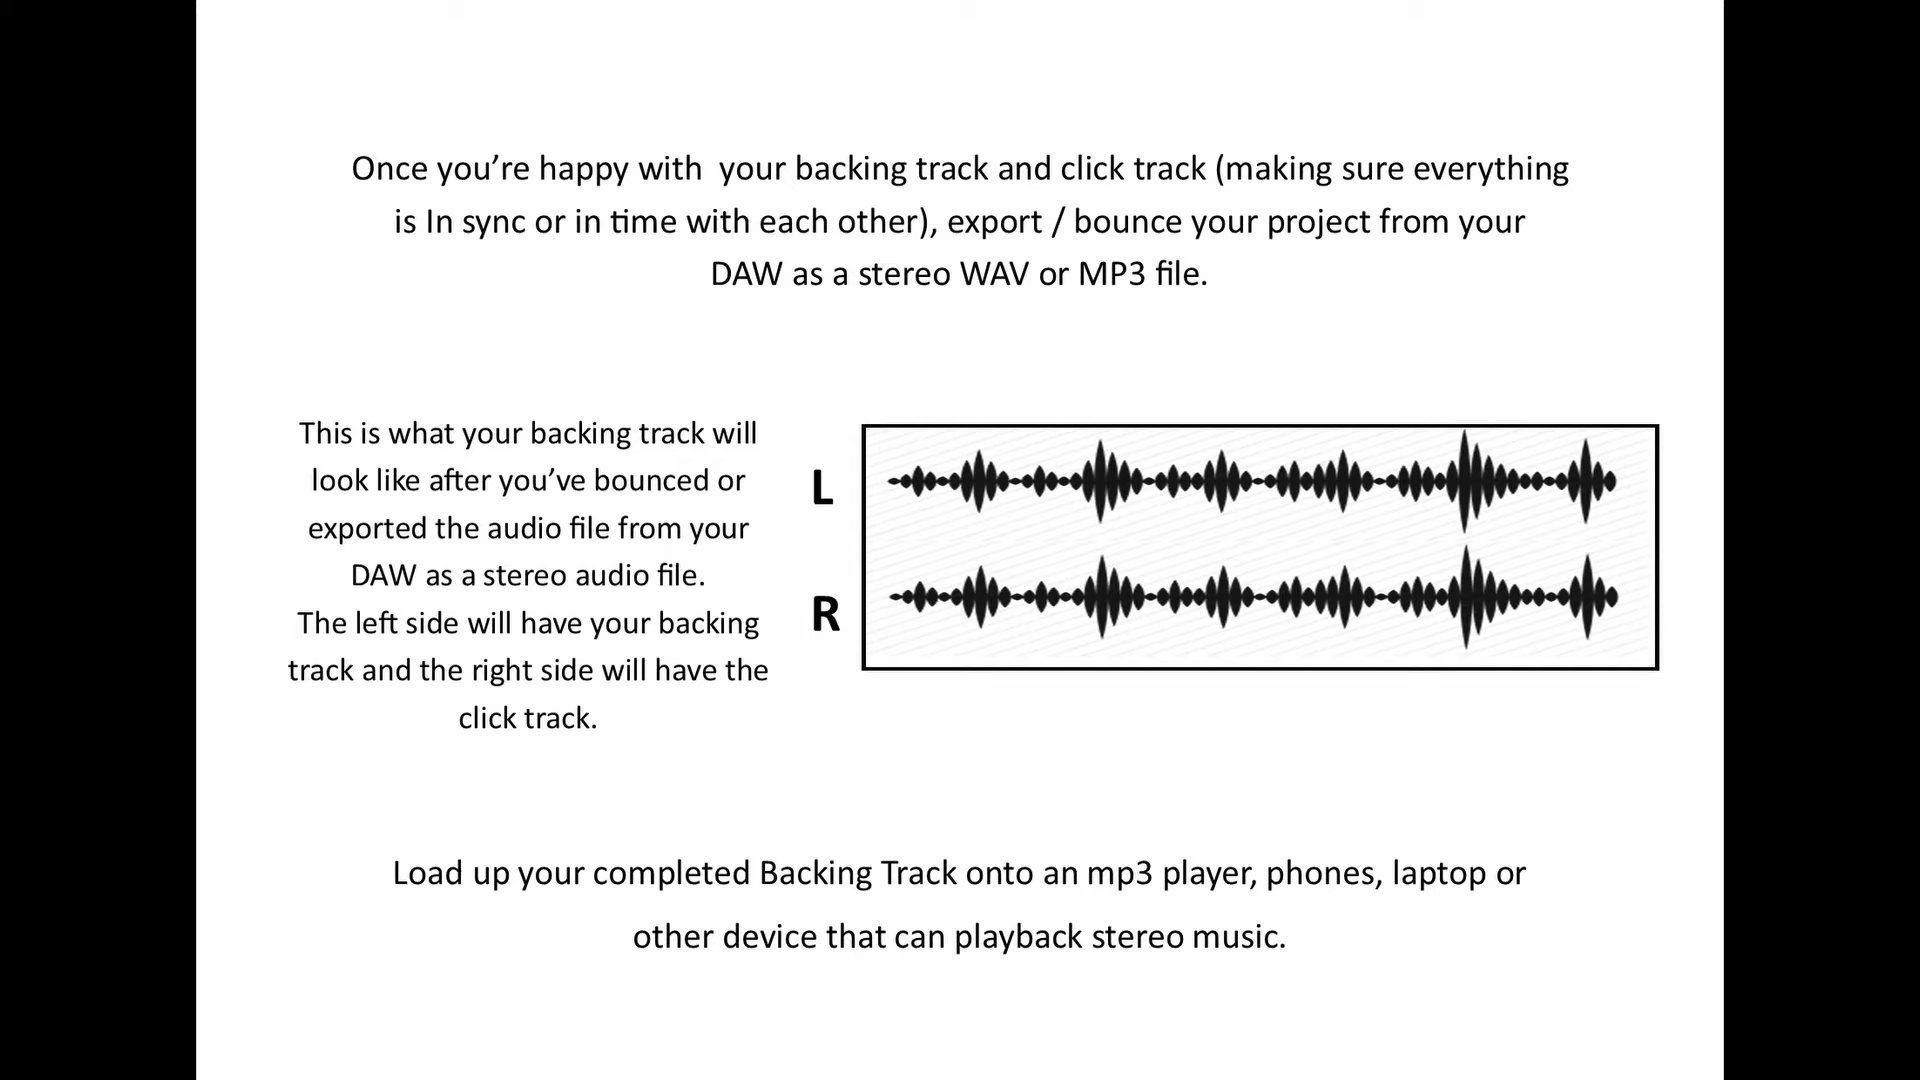 Once you’re happy with  your backing track and click track (making sure everything
is In sync or in time with each other), export / bounce your project from your
DAW as a stereo WAV or MP3 file.
This is what your backing track will
look like after you’ve bounced or
exported the audio file from your
DAW as a stereo audio file.
The left side will have your backing
track and the right side will have the
click track.
L
R
Load up your completed Backing Track onto an mp3 player, phones, laptop or
other device that can playback stereo music.